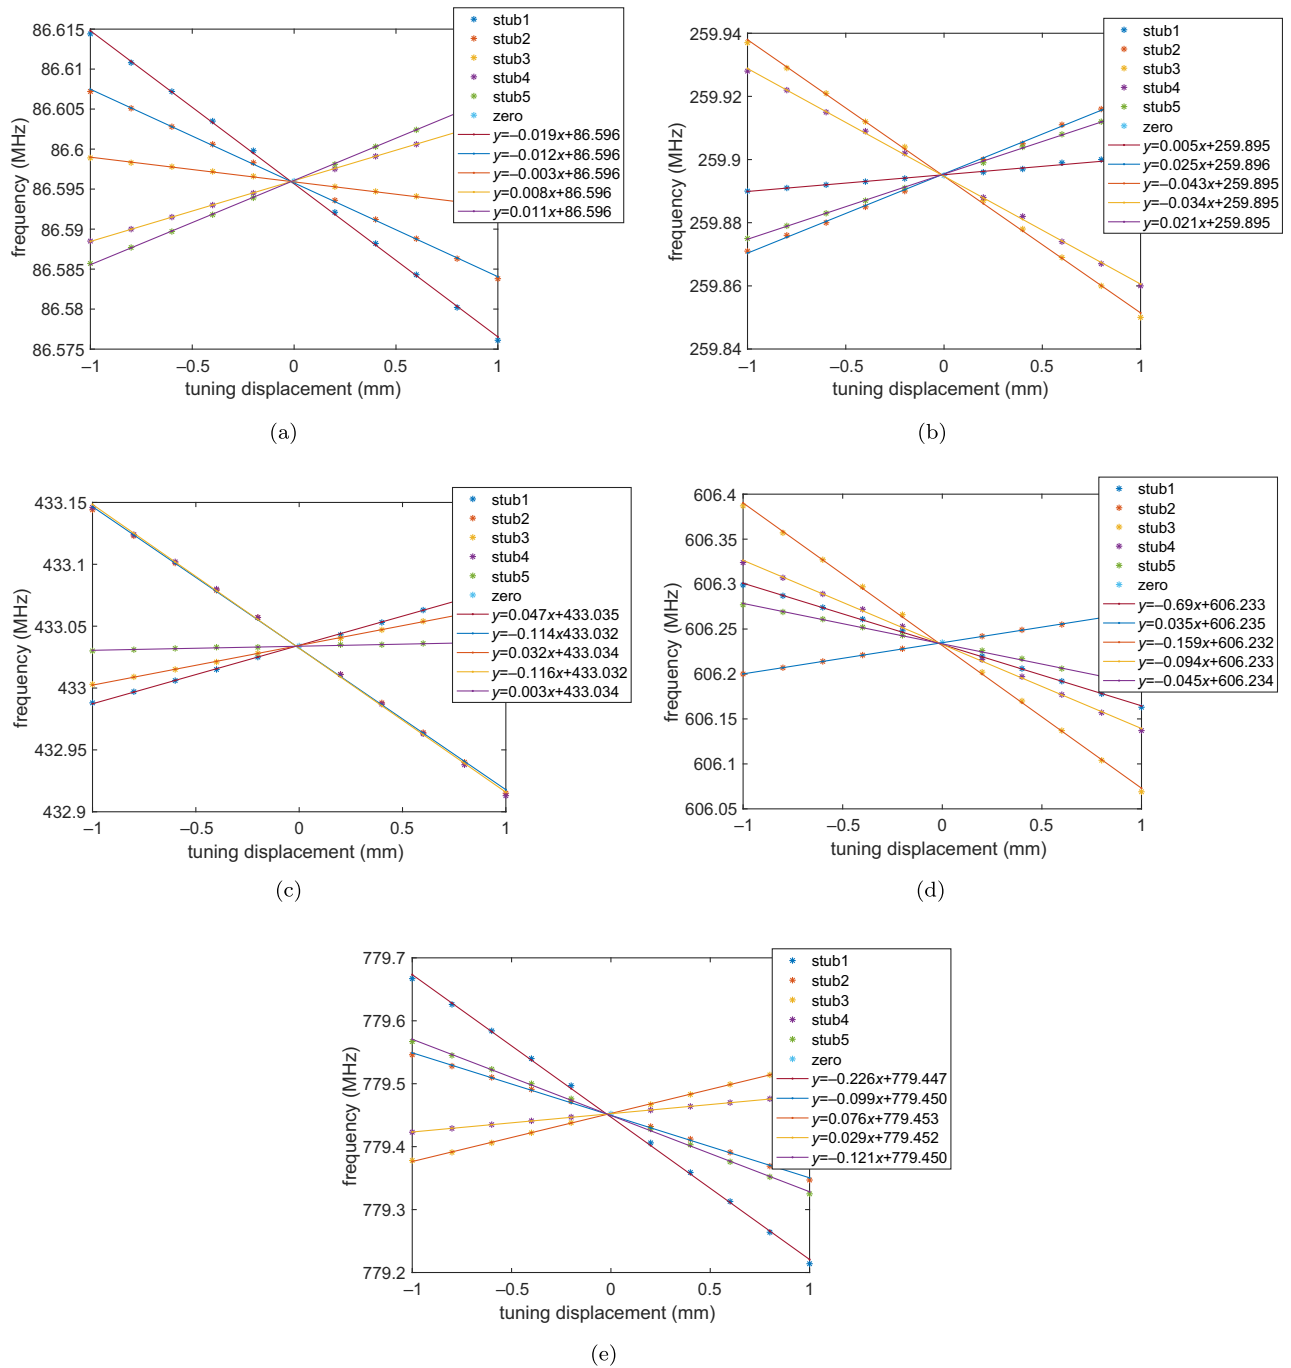 86.615
86.61
86.605
86.6
86.595
86.59
86.585
86.58
86.575
frequency (MHz)
–1
–0.5
0
0.5
1
tuning displacement (mm)
stub1
stub2
stub3
stub4
stub5
zero
y=–0.019x+86.596
y=–0.012x+86.596
y=–0.003x+86.596
y=0.008x+86.596
y=0.011x+86.596
(a)
259.94
259.92
259.9
259.88
259.86
259.84
frequency (MHz)
–1
–0.5
0
0.5
1
tuning displacement (mm)
stub1
stub2
stub3
stub4
stub5
zero
y=0.005x+259.895
y=0.025x+259.896
y=–0.043x+259.895
y=–0.034x+259.895
y=0.021x+259.895
(b)
433.15
433.1
433.05
433
432.95
432.9
frequency (MHz)
–1
–0.5
0
0.5
1
tuning displacement (mm)
stub1
stub2
stub3
stub4
stub5
zero
y=0.047x+433.035
y=–0.114x433.032
y=0.032x+433.034
y=–0.116x+433.032
y=0.003x+433.034
(c)
606.4
606.35
606.3
606.25
606.2
606.15
606.1
606.05
frequency (MHz)
–1
–0.5
0
0.5
1
tuning displacement (mm)
stub1
stub2
stub3
stub4
stub5
zero
y=–0.69x+606.233
y=0.035x+606.235
y=–0.159x+606.232
y=–0.094x+606.233
y=–0.045x+606.234
(d)
779.7
779.6
779.5
779.4
779.3
779.2
frequency (MHz)
–1
–0.5
0
0.5
1
tuning displacement (mm)
stub1
stub2
stub3
stub4
stub5
zero
y=–0.226x+779.447
y=–0.099x+779.450
y=0.076x+779.453
y=0.029x+779.452
y=–0.121x+779.450
(e)